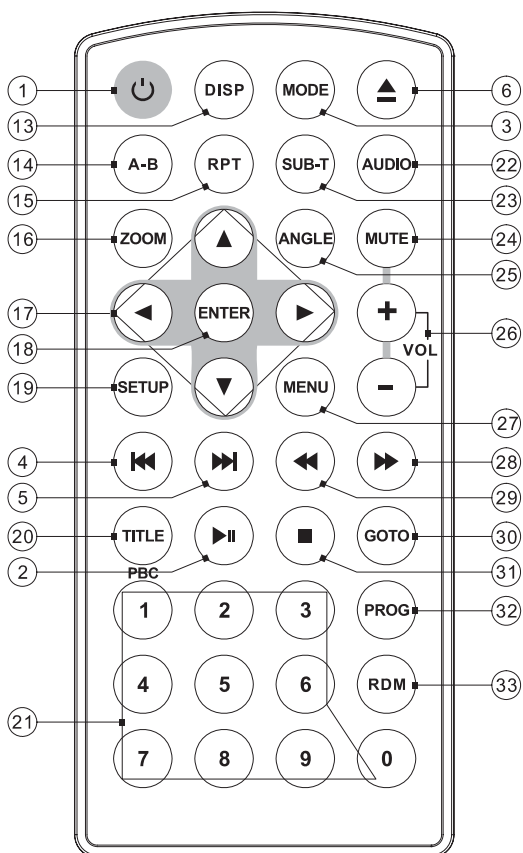 1 DISP MODE 6
13 3
14 A-B RPT SUB-T AUDIO 22
15 23
16 ZOOM ANGLE MUTE 24
25
17 ENTER + 26
18 VOL
19 SETUP MENU -
27
4 28
5 29
20 TITLE GOTO 30
2 31
PBC
1 2 3 PROG 32
4 5 6 RDM 33
21
7 8 9 0